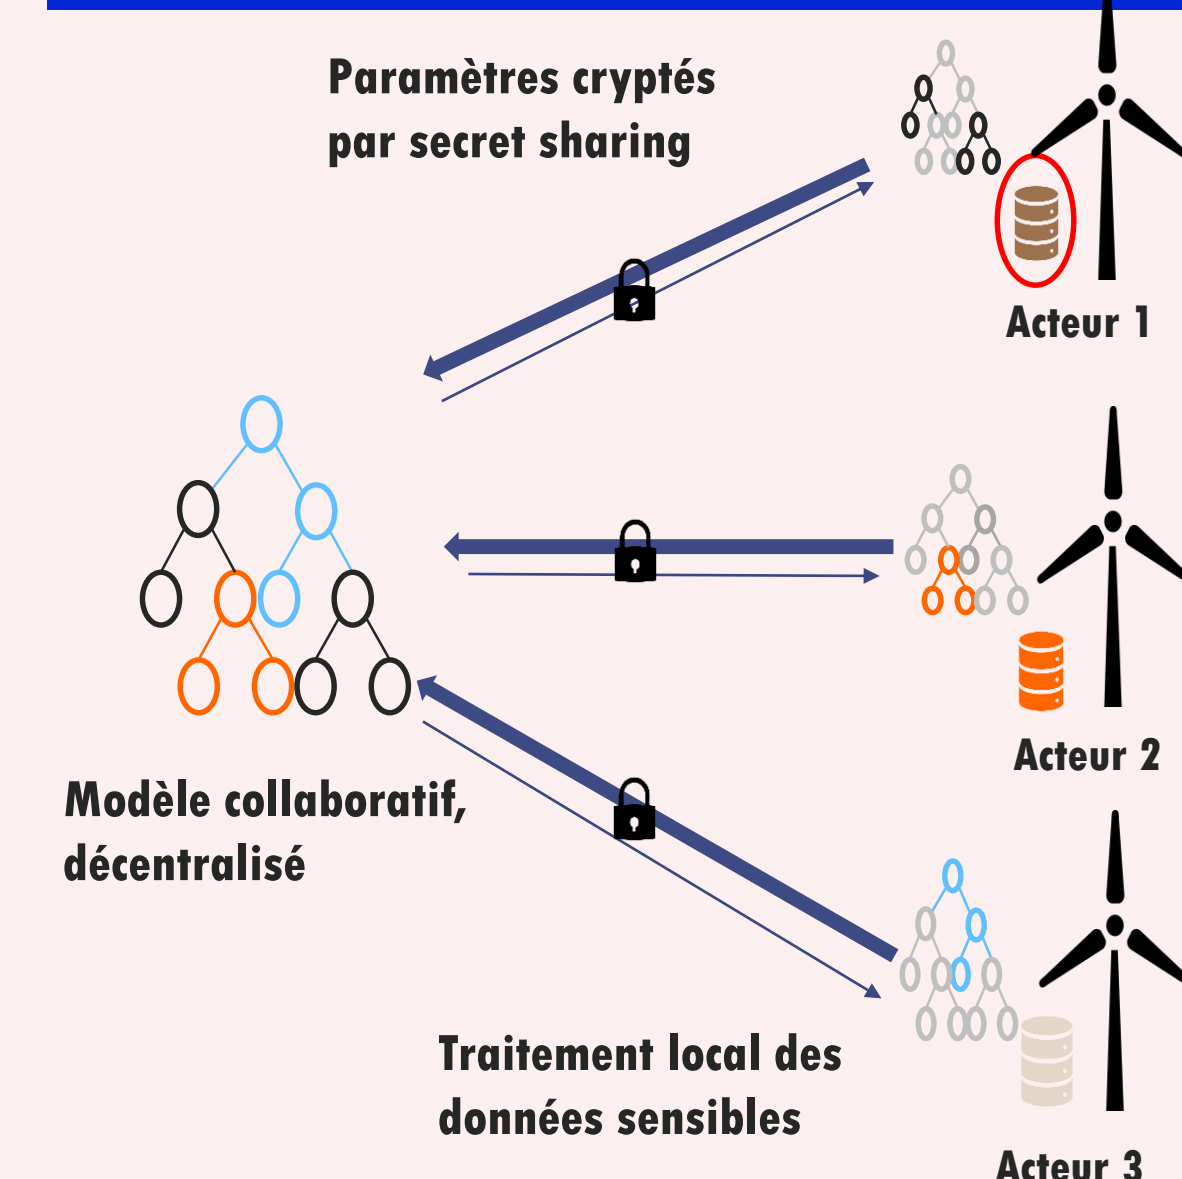 Paramètres cryptés
par secret sharing
Acteur 1
Acteur 2
Modèle collaboratif,
décentralisé
Traitement local des
données sensibles
Acteur 3